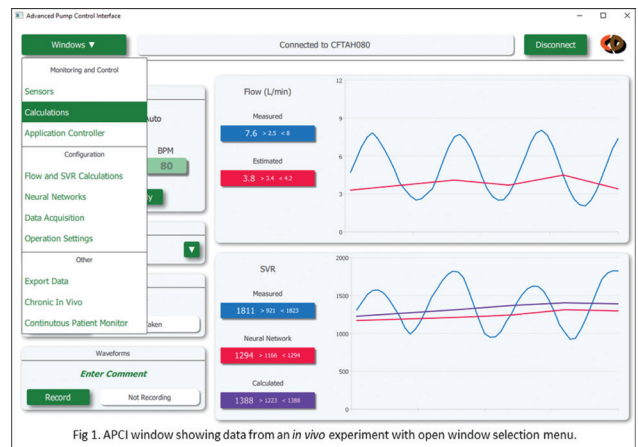 Advanced Pump Control Interface
Windows ▼
Connected to CFTAH080
Disconnect
Monitoring and Control
Sensors
Calculations
Application Controller
Configuration
Flow and SVR Calculations
Neural Networks
Data Acquisition
Operation Settings
Other
Export Data
Chronic In Vivo
Continutous Patient Monitor
Auto
BPM
80
Flow (L/min)
Measured
7.6 > 2.5 < 8
Estimated
3.8 > 3.4 < 4.2
12
9
6
3
0
SVR
Measured
1811 > 921 < 1823
Neural Network
1294 > 1166 < 1294
Calculated
1388 > 1223 < 1388
2000
1500
1000
500
0
Waveforms
Enter Comment
Record
Not Recording
Fig 1. APCI window showing data from an in vivo experiment with open window selection menu.